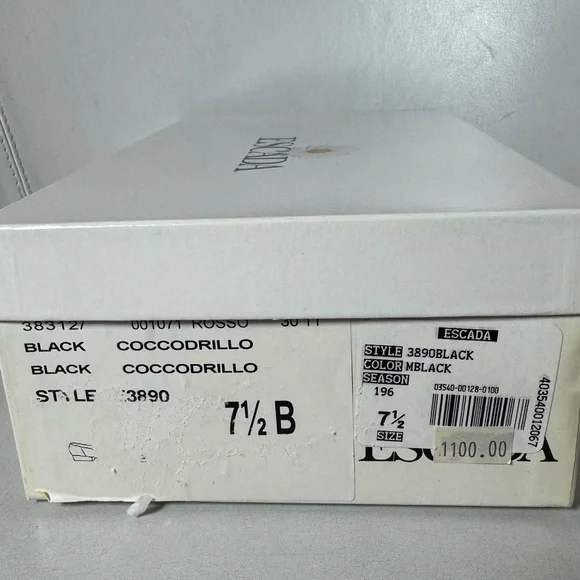 ESCADA
383127 001071 ROSSO 30 11
BLACK COCCODRILLO
BLACK COCCODRILLO
STYLE 3890
7½ B
ESCADA
STYLE 3890BLACK
COLOR MBLACK
SEASON
196
03540-00128-0100
7½
SIZE
403540012067
1100.00
ESCADA